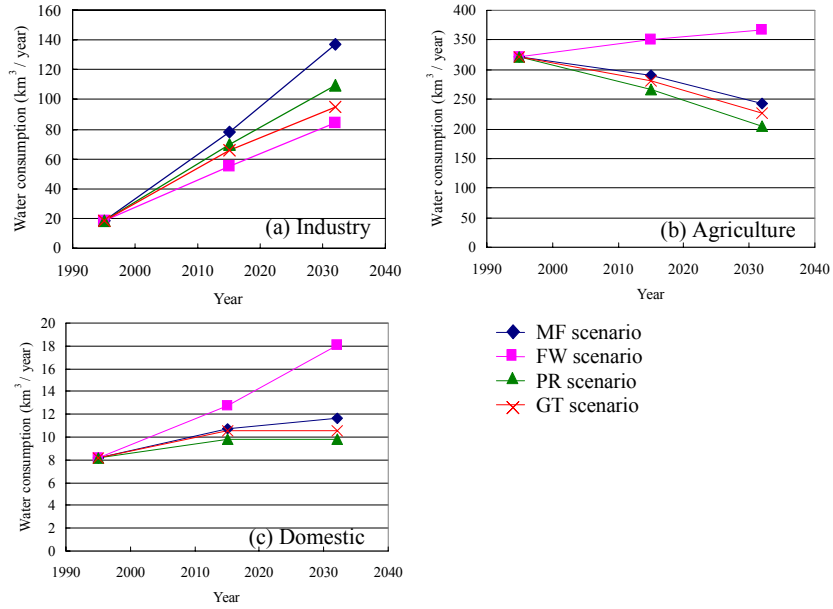 Water consumption (km³ / year)
160
140
120
100
80
60
40
20
0
(a) Industry
1990 2000 2010 2020 2030 2040
Year
Water consumption (km³ / year)
400
350
300
250
200
150
100
50
0
(b) Agriculture
1990 2000 2010 2020 2030 2040
Year
Water consumption (km³ / year)
20
18
16
14
12
10
8
6
4
2
0
(c) Domestic
1990 2000 2010 2020 2030 2040
Year
MF scenario
FW scenario
PR scenario
GT scenario